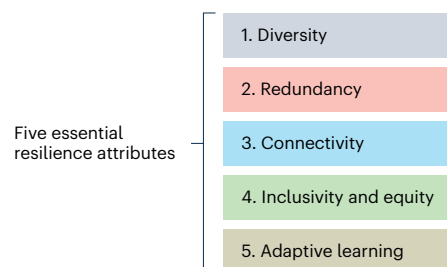 Five essential
resilience attributes
1. Diversity
2. Redundancy
3. Connectivity
4. Inclusivity and equity
5. Adaptive learning